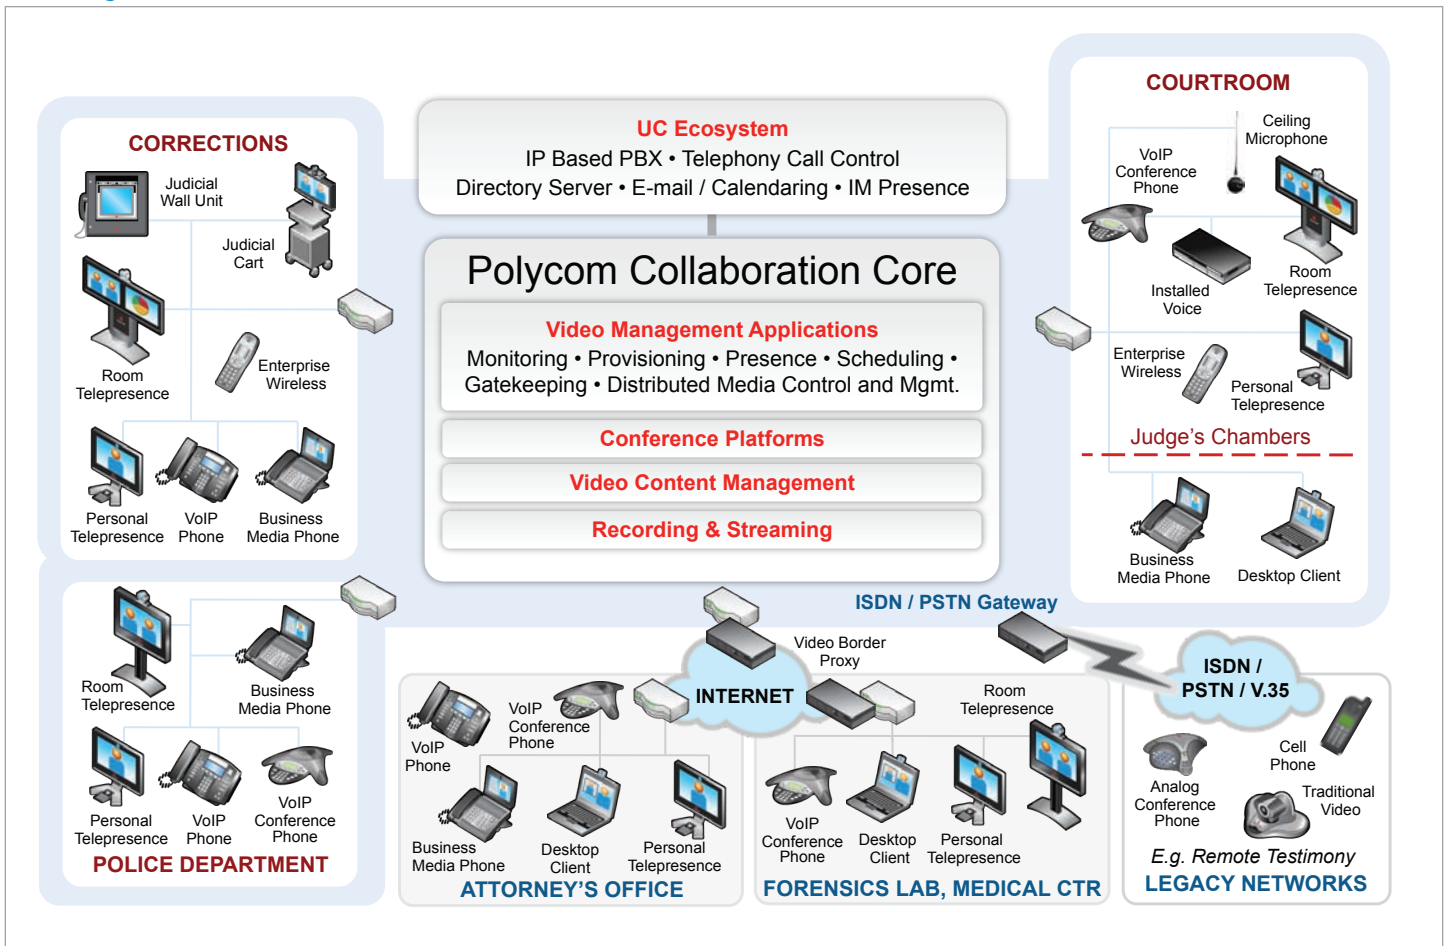 CORRECTIONS
Judicial
Wall Unit
Judicial
Cart
Room
Telepresence
Enterprise
Wireless
Personal
Telepresence
VoIP
Phone
Business
Media Phone
UC Ecosystem
IP Based PBX • Telephony Call Control
Directory Server • E-mail / Calendaring • IM Presence
Polycom Collaboration Core
Video Management Applications
Monitoring • Provisioning • Presence • Scheduling •
Gatekeeping • Distributed Media Control and Mgmt.
Conference Platforms
Video Content Management
Recording & Streaming
COURTROOM
Ceiling
Microphone
VoIP
Conference
Phone
Installed
Voice
Room
Telepresence
Enterprise
Wireless
Personal
Telepresence
Judge's Chambers
Business
Media Phone
Desktop Client
Room
Telepresence
Business
Media Phone
Personal
Telepresence
VoIP
Phone
VoIP
Conference
Phone
POLICE DEPARTMENT
ISDN / PSTN Gateway
Video Border
Proxy
INTERNET
ISDN /
PSTN / V.35
VoIP
Phone
VoIP
Conference
Phone
Business
Media Phone
Desktop
Client
Personal
Telepresence
ATTORNEY'S OFFICE
Room
Telepresence
VoIP
Conference
Phone
Desktop
Client
Personal
Telepresence
FORENSICS LAB, MEDICAL CTR
Cell
Phone
Analog
Conference
Phone
Traditional
Video
E.g. Remote Testimony
LEGACY NETWORKS